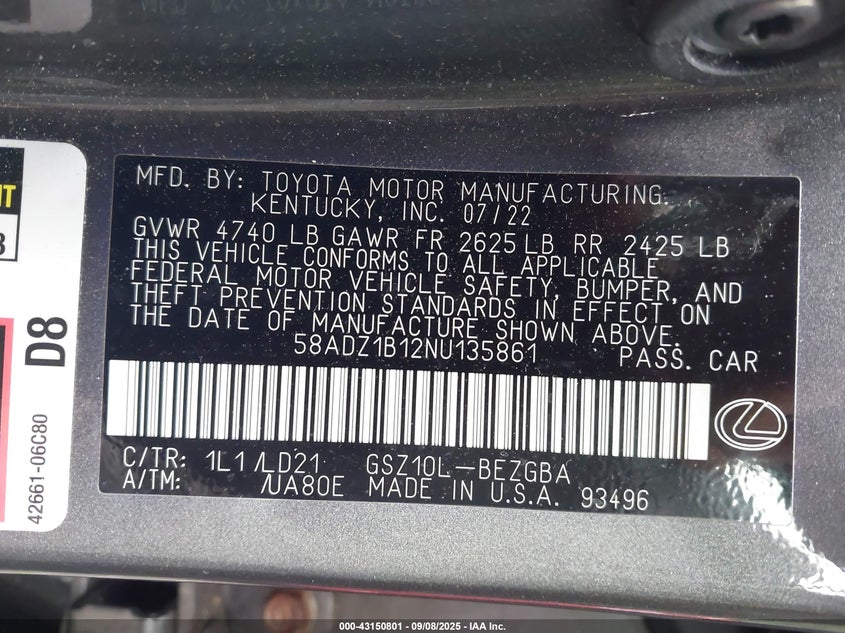 MFD. BY: TOYOTA MOTOR MANUFACTURING.
KENTUCKY, INC. 07/22
GVWR 4740 LB GAWR FR 2625 LB RR 2425 LB
THIS VEHICLE CONFORMS TO ALL APPLICABLE
FEDERAL MOTOR VEHICLE SAFETY, BUMPER, AND
THEFT PREVENTION STANDARDS IN EFFECT ON
THE DATE OF MANUFACTURE SHOWN ABOVE.
58ADZ1B12NU135861 PASS. CAR
C/TR: 1L1/LD21 GSZ10L-BEZGBA
A/TM: /UA80E MADE IN U.S.A. 93496
D8
42661-06C80
000-43150801 - 09/08/2025 - IAA Inc.